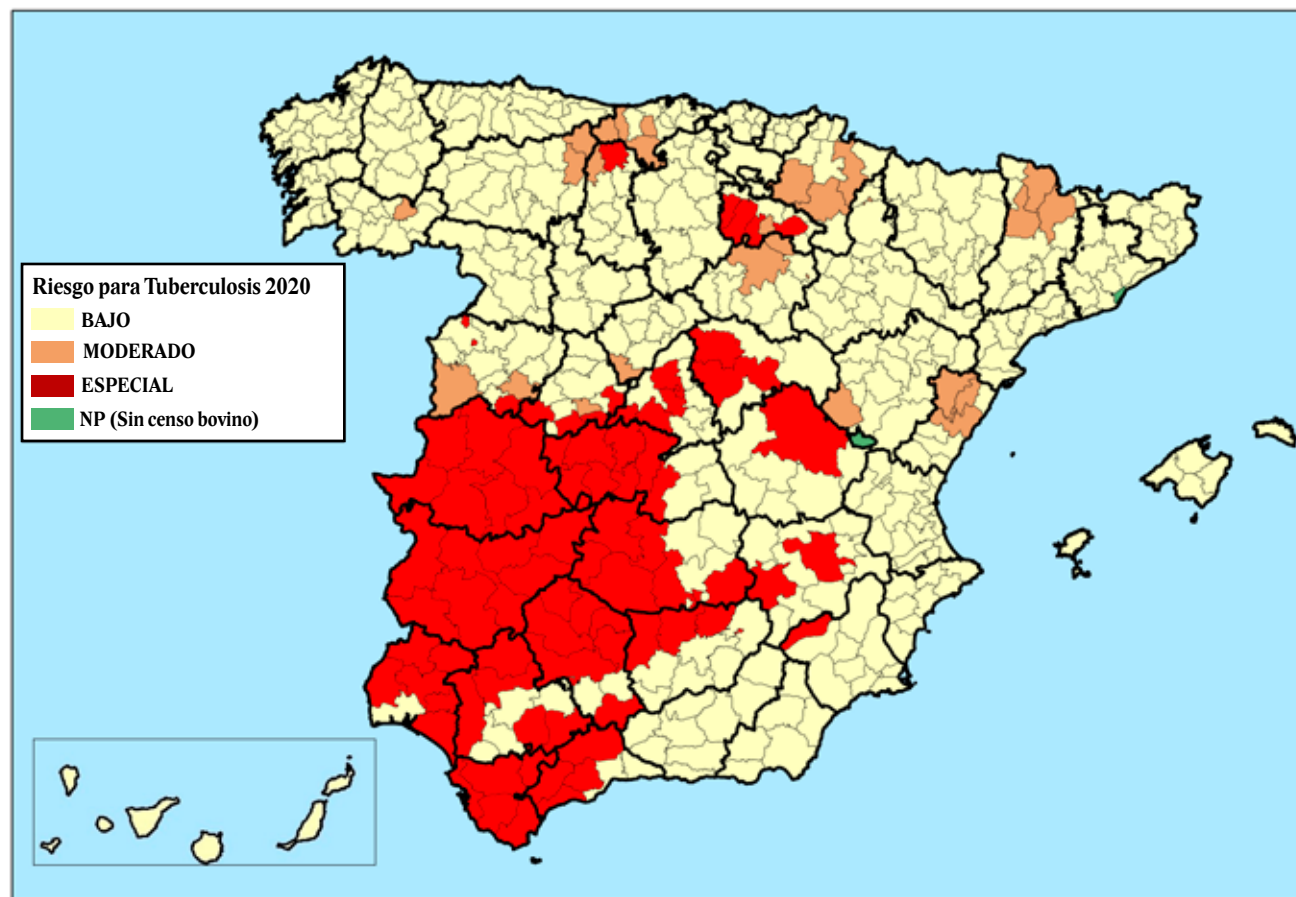 Riesgo para Tuberculosis 2020
BAJO
MODERADO
ESPECIAL
NP (Sin censo bovino)